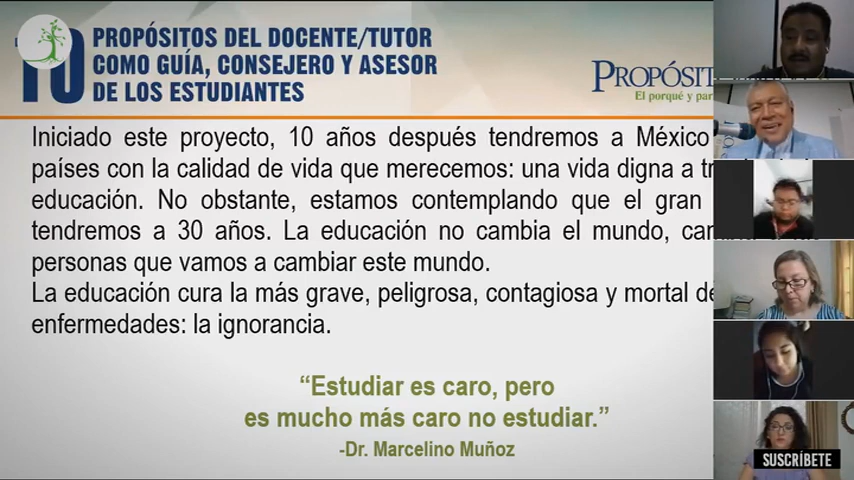 10 PROPÓSITOS DEL DOCENTE/TUTOR
COMO GUÍA, CONSEJERO Y ASESOR
DE LOS ESTUDIANTES
PROPÓSIT
El porqué y par
Iniciado este proyecto, 10 años después tendremos a México
países con la calidad de vida que merecemos: una vida digna a
educación. No obstante, estamos contemplando que el gran
tendremos a 30 años. La educación no cambia el mundo,
personas que vamos a cambiar este mundo.
La educación cura la más grave, peligrosa, contagiosa y mortal de
enfermedades: la ignorancia.
“Estudiar es caro, pero
es mucho más caro no estudiar.”
-Dr. Marcelino Muñoz
SUSCRÍBETE